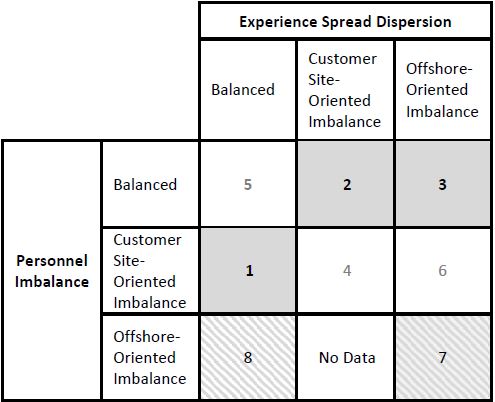 Experience Spread Dispersion
Balanced
Customer
Site-
Oriented
Imbalance
Offshore-
Oriented
Imbalance
Personnel
Imbalance
Balanced
5
2
3
Customer
Site-
Oriented
Imbalance
1
4
6
Offshore-
Oriented
Imbalance
8
No Data
7